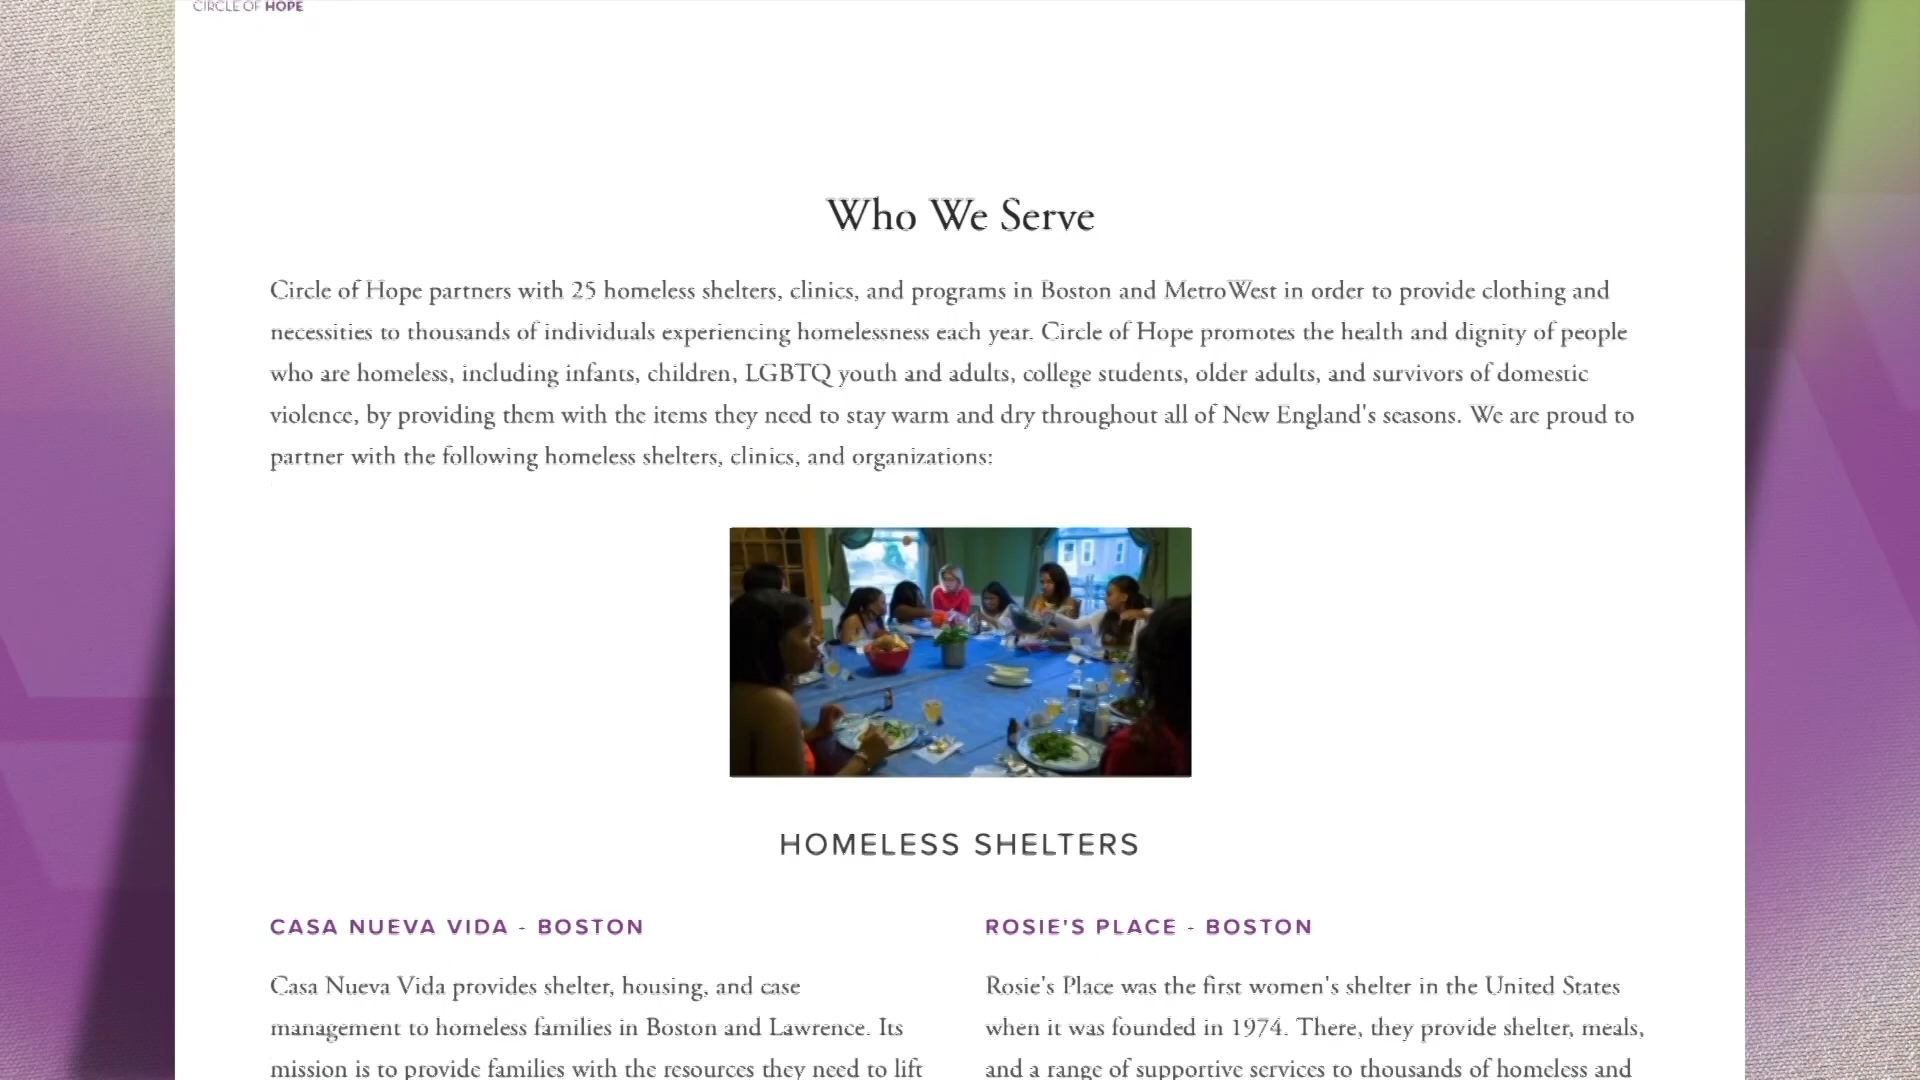 CIRCLE OF HOPE
Who We Serve
Circle of Hope partners with 25 homeless shelters, clinics, and programs in Boston and MetroWest in order to provide clothing and
necessities to thousands of individuals experiencing homelessness each year. Circle of Hope promotes the health and dignity of people
who are homeless, including infants, children, LGBTQ youth and adults, college students, older adults, and survivors of domestic
violence, by providing them with the items they need to stay warm and dry throughout all of New England's seasons. We are proud to
partner with the following homeless shelters, clinics, and organizations:
HOMELESS SHELTERS
CASA NUEVA VIDA - BOSTON
Casa Nueva Vida provides shelter, housing, and case
management to homeless families in Boston and Lawrence. Its
mission is to provide families with the resources they need to lift
ROSIE'S PLACE - BOSTON
Rosie's Place was the first women's shelter in the United States
when it was founded in 1974. There, they provide shelter, meals,
and a range of supportive services to thousands of homeless and